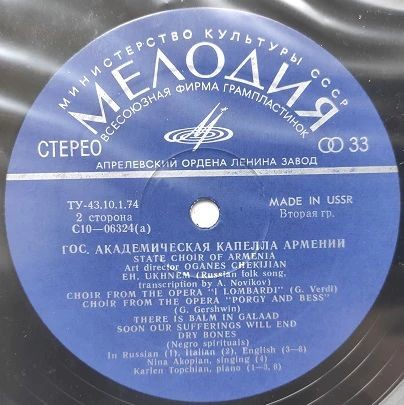 МИНИСТЕРСТВО КУЛЬТУРЫ СССР
МЕЛОДИЯ
ВСЕСОЮЗНАЯ ФИРМА ГРАМПЛАСТИНОК
СТЕРЕО
33
АПРЕЛЕВСКИЙ ОРДЕНА ЛЕНИНА ЗАВОД
ТУ-43.10.1.74
2 сторона
С10—06324(а)
MADE IN USSR
Вторая гр.
ГОС. АКАДЕМИЧЕСКАЯ КАПЕЛЛА АРМЕНИИ
STATE CHOIR OF ARMENIA
Art director OGANES CHEKIJIAN
EH, UKHNEM (Russian folk song,
transcription by A. Novikov)
CHOIR FROM THE OPERA "I LOMBARDI" (G. Verdi)
CHOIR FROM THE OPERA "PORGY AND BESS"
(G. Gershwin)
THERE IS BALM IN GALAAD
SOON OUR SUFFERINGS WILL END
DRY BONES
(Negro spirituals)
In Russian (1), Italian (2), English (3—6)
Nina Akopian, singing (4)
Karlen Topchian, piano (1—3, 6)